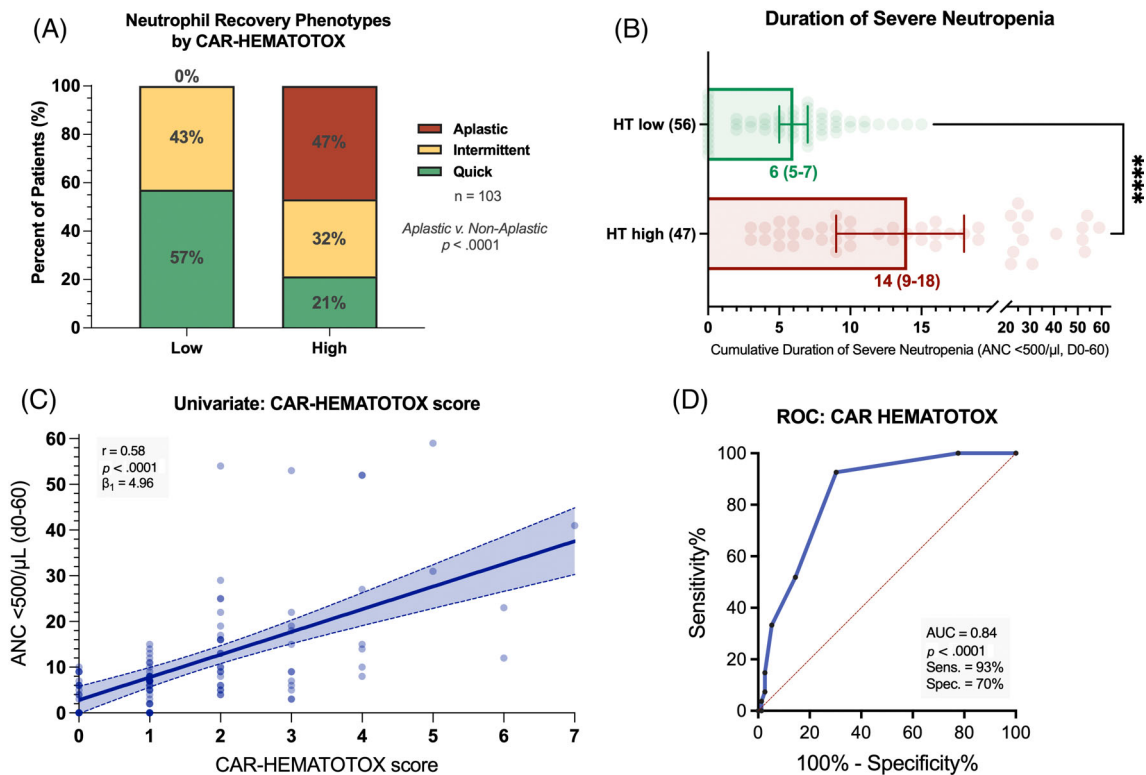 (A)
Neutrophil Recovery Phenotypes
by CAR-HEMATOTOX
Percent of Patients (%)
100
80
60
40
20
0
0%
43%
57%
47%
32%
21%
Low
High
Aplastic
Intermittent
Quick
n = 103
Aplastic v. Non-Aplastic
p < .0001
(B)
Duration of Severe Neutropenia
HT low (56)
6 (5-7)
HT high (47)
14 (9-18)
****
0
5
10
15
20
30
40
50
60
Cumulative Duration of Severe Neutropenia (ANC <500/µl, D0-60)
(C)
Univariate: CAR-HEMATOTOX score
r = 0.58
p < .0001
β1 = 4.96
ANC <500/µL (d0-60)
60
50
40
30
20
10
0
0
1
2
3
4
5
6
7
CAR-HEMATOTOX score
(D)
ROC: CAR HEMATOTOX
Sensitivity%
100
80
60
40
20
0
AUC = 0.84
p < .0001
Sens. = 93%
Spec. = 70%
0
20
40
60
80
100
100% - Specificity%